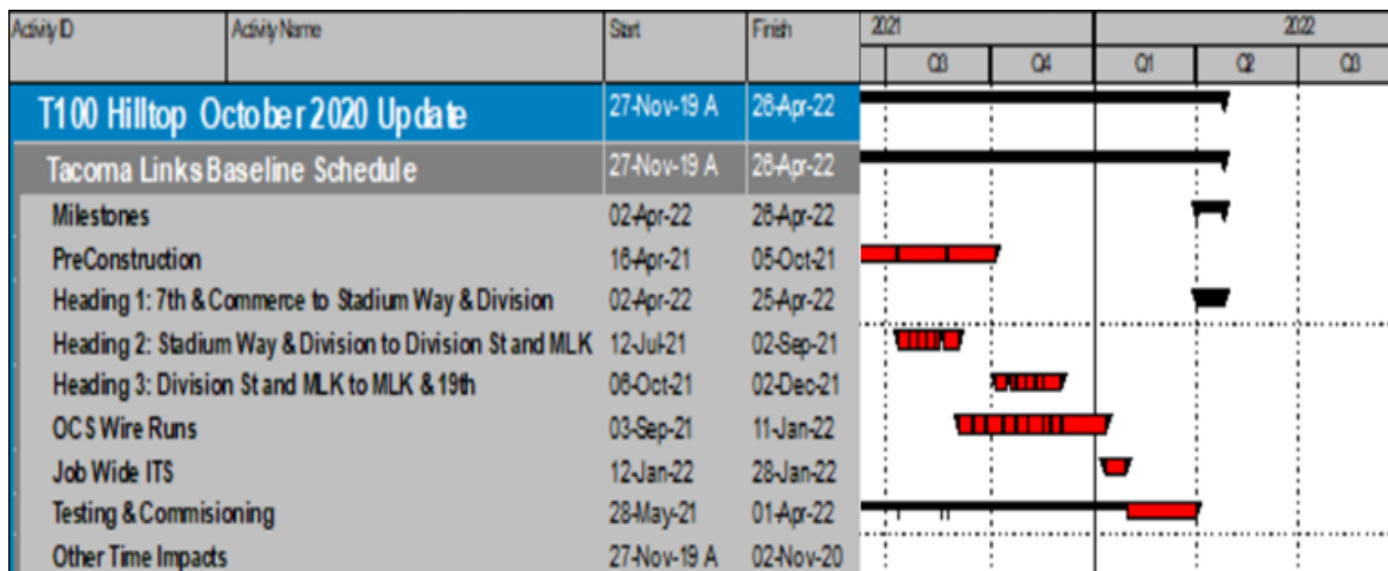 Activity ID Activity Name Start Finish 2021 2022
Q3 Q4 Q1 Q2 Q3
T100 Hilltop October 2020 Update 27-Nov-19 A 26-Apr-22
Tacoma Links Baseline Schedule 27-Nov-19 A 26-Apr-22
Milestones 02-Apr-22 26-Apr-22
PreConstruction 16-Apr-21 05-Oct-21
Heading 1: 7th & Commerce to Stadium Way & Division 02-Apr-22 25-Apr-22
Heading 2: Stadium Way & Division to Division St and MLK 12-Jul-21 02-Sep-21
Heading 3: Division St and MLK to MLK & 19th 06-Oct-21 02-Dec-21
OCS Wire Runs 03-Sep-21 11-Jan-22
Job Wide ITS 12-Jan-22 28-Jan-22
Testing & Commisioning 28-May-21 01-Apr-22
Other Time Impacts 27-Nov-19 A 02-Nov-20